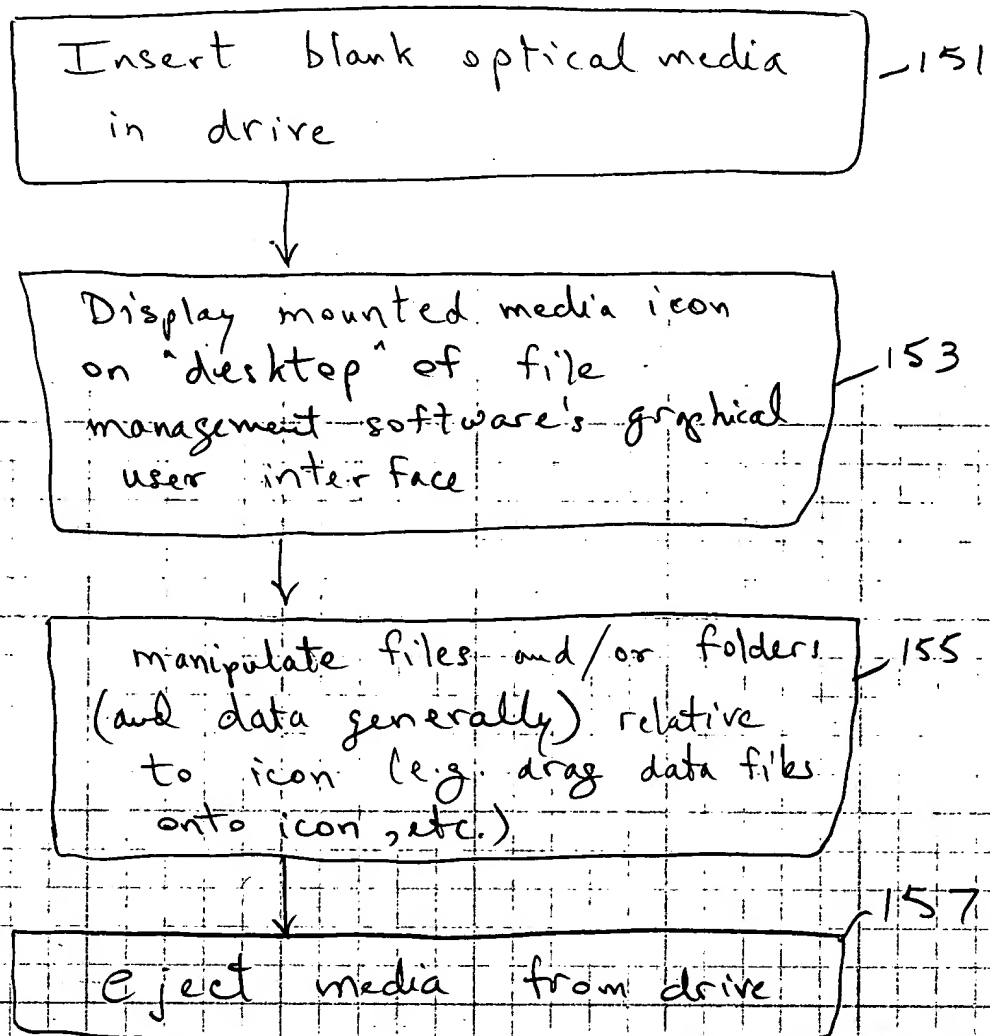 Insert blank optical media
in drive
151
Display mounted media icon
on "desktop" of file
management software's graphical
user interface
153
manipulate files and/or folders
(and data generally) relative
to icon (e.g. drag data files
onto icon, etc.)
155
eject media from drive
157